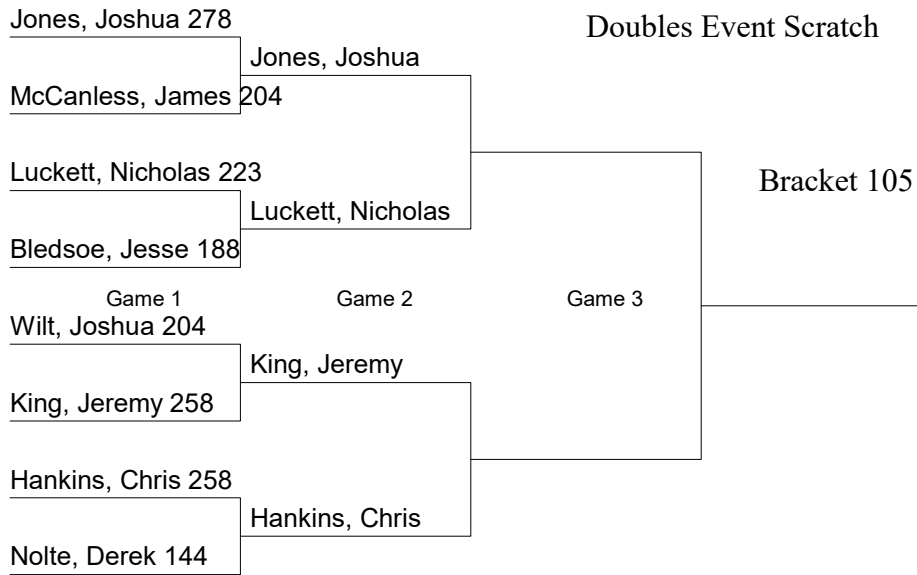 Jones, Joshua 278
Doubles Event Scratch
Jones, Joshua
McCanless, James 204
Luckett, Nicholas 223
Bracket 105
Luckett, Nicholas
Bledsoe, Jesse 188
Game 1
Game 2
Game 3
Wilt, Joshua 204
King, Jeremy
King, Jeremy 258
Hankins, Chris 258
Hankins, Chris
Nolte, Derek 144